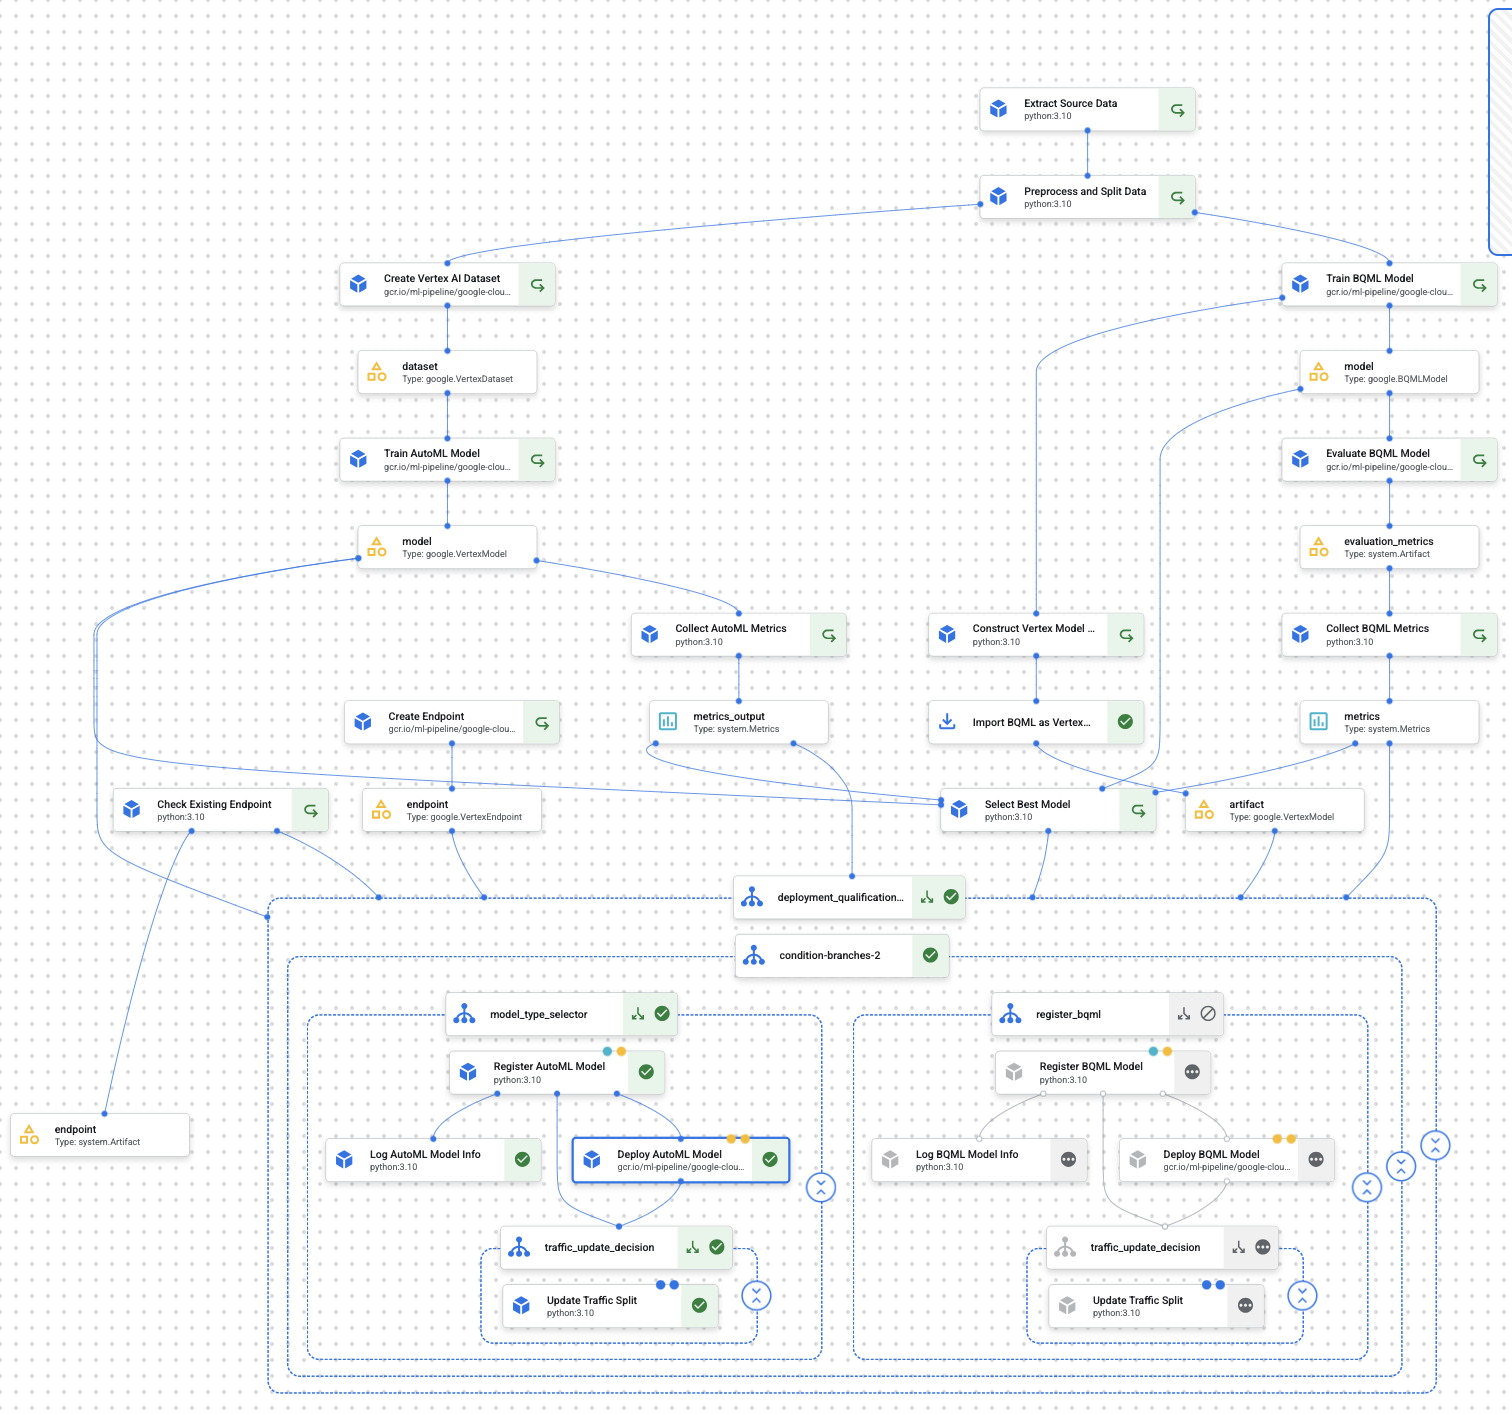 Extract Source Data
python:3.10
Preprocess and Split Data
python:3.10
Create Vertex AI Dataset
gcr.io/ml-pipeline/google-clou...
Train BQML Model
gcr.io/ml-pipeline/google-clou...
dataset
Type: google.VertexDataset
model
Type: google.BQMLModel
Train AutoML Model
gcr.io/ml-pipeline/google-clou...
Evaluate BQML Model
gcr.io/ml-pipeline/google-clou...
model
Type: google.VertexModel
evaluation_metrics
Type: system.Artifact
Collect AutoML Metrics
python:3.10
Construct Vertex Model ...
python:3.10
Collect BQML Metrics
python:3.10
Create Endpoint
gcr.io/ml-pipeline/google-clou...
metrics_output
Type: system.Metrics
Import BQML as Vertex...
metrics
Type: system.Metrics
Check Existing Endpoint
python:3.10
endpoint
Type: google.VertexEndpoint
Select Best Model
python:3.10
artifact
Type: google.VertexModel
deployment_qualification...
condition-branches-2
model_type_selector
register_bqml
Register AutoML Model
python:3.10
Register BQML Model
python:3.10
endpoint
Type: system.Artifact
Log AutoML Model Info
python:3.10
Deploy AutoML Model
gcr.io/ml-pipeline/google-clou...
Log BQML Model Info
python:3.10
Deploy BQML Model
gcr.io/ml-pipeline/google-clou...
traffic_update_decision
traffic_update_decision
Update Traffic Split
python:3.10
Update Traffic Split
python:3.10